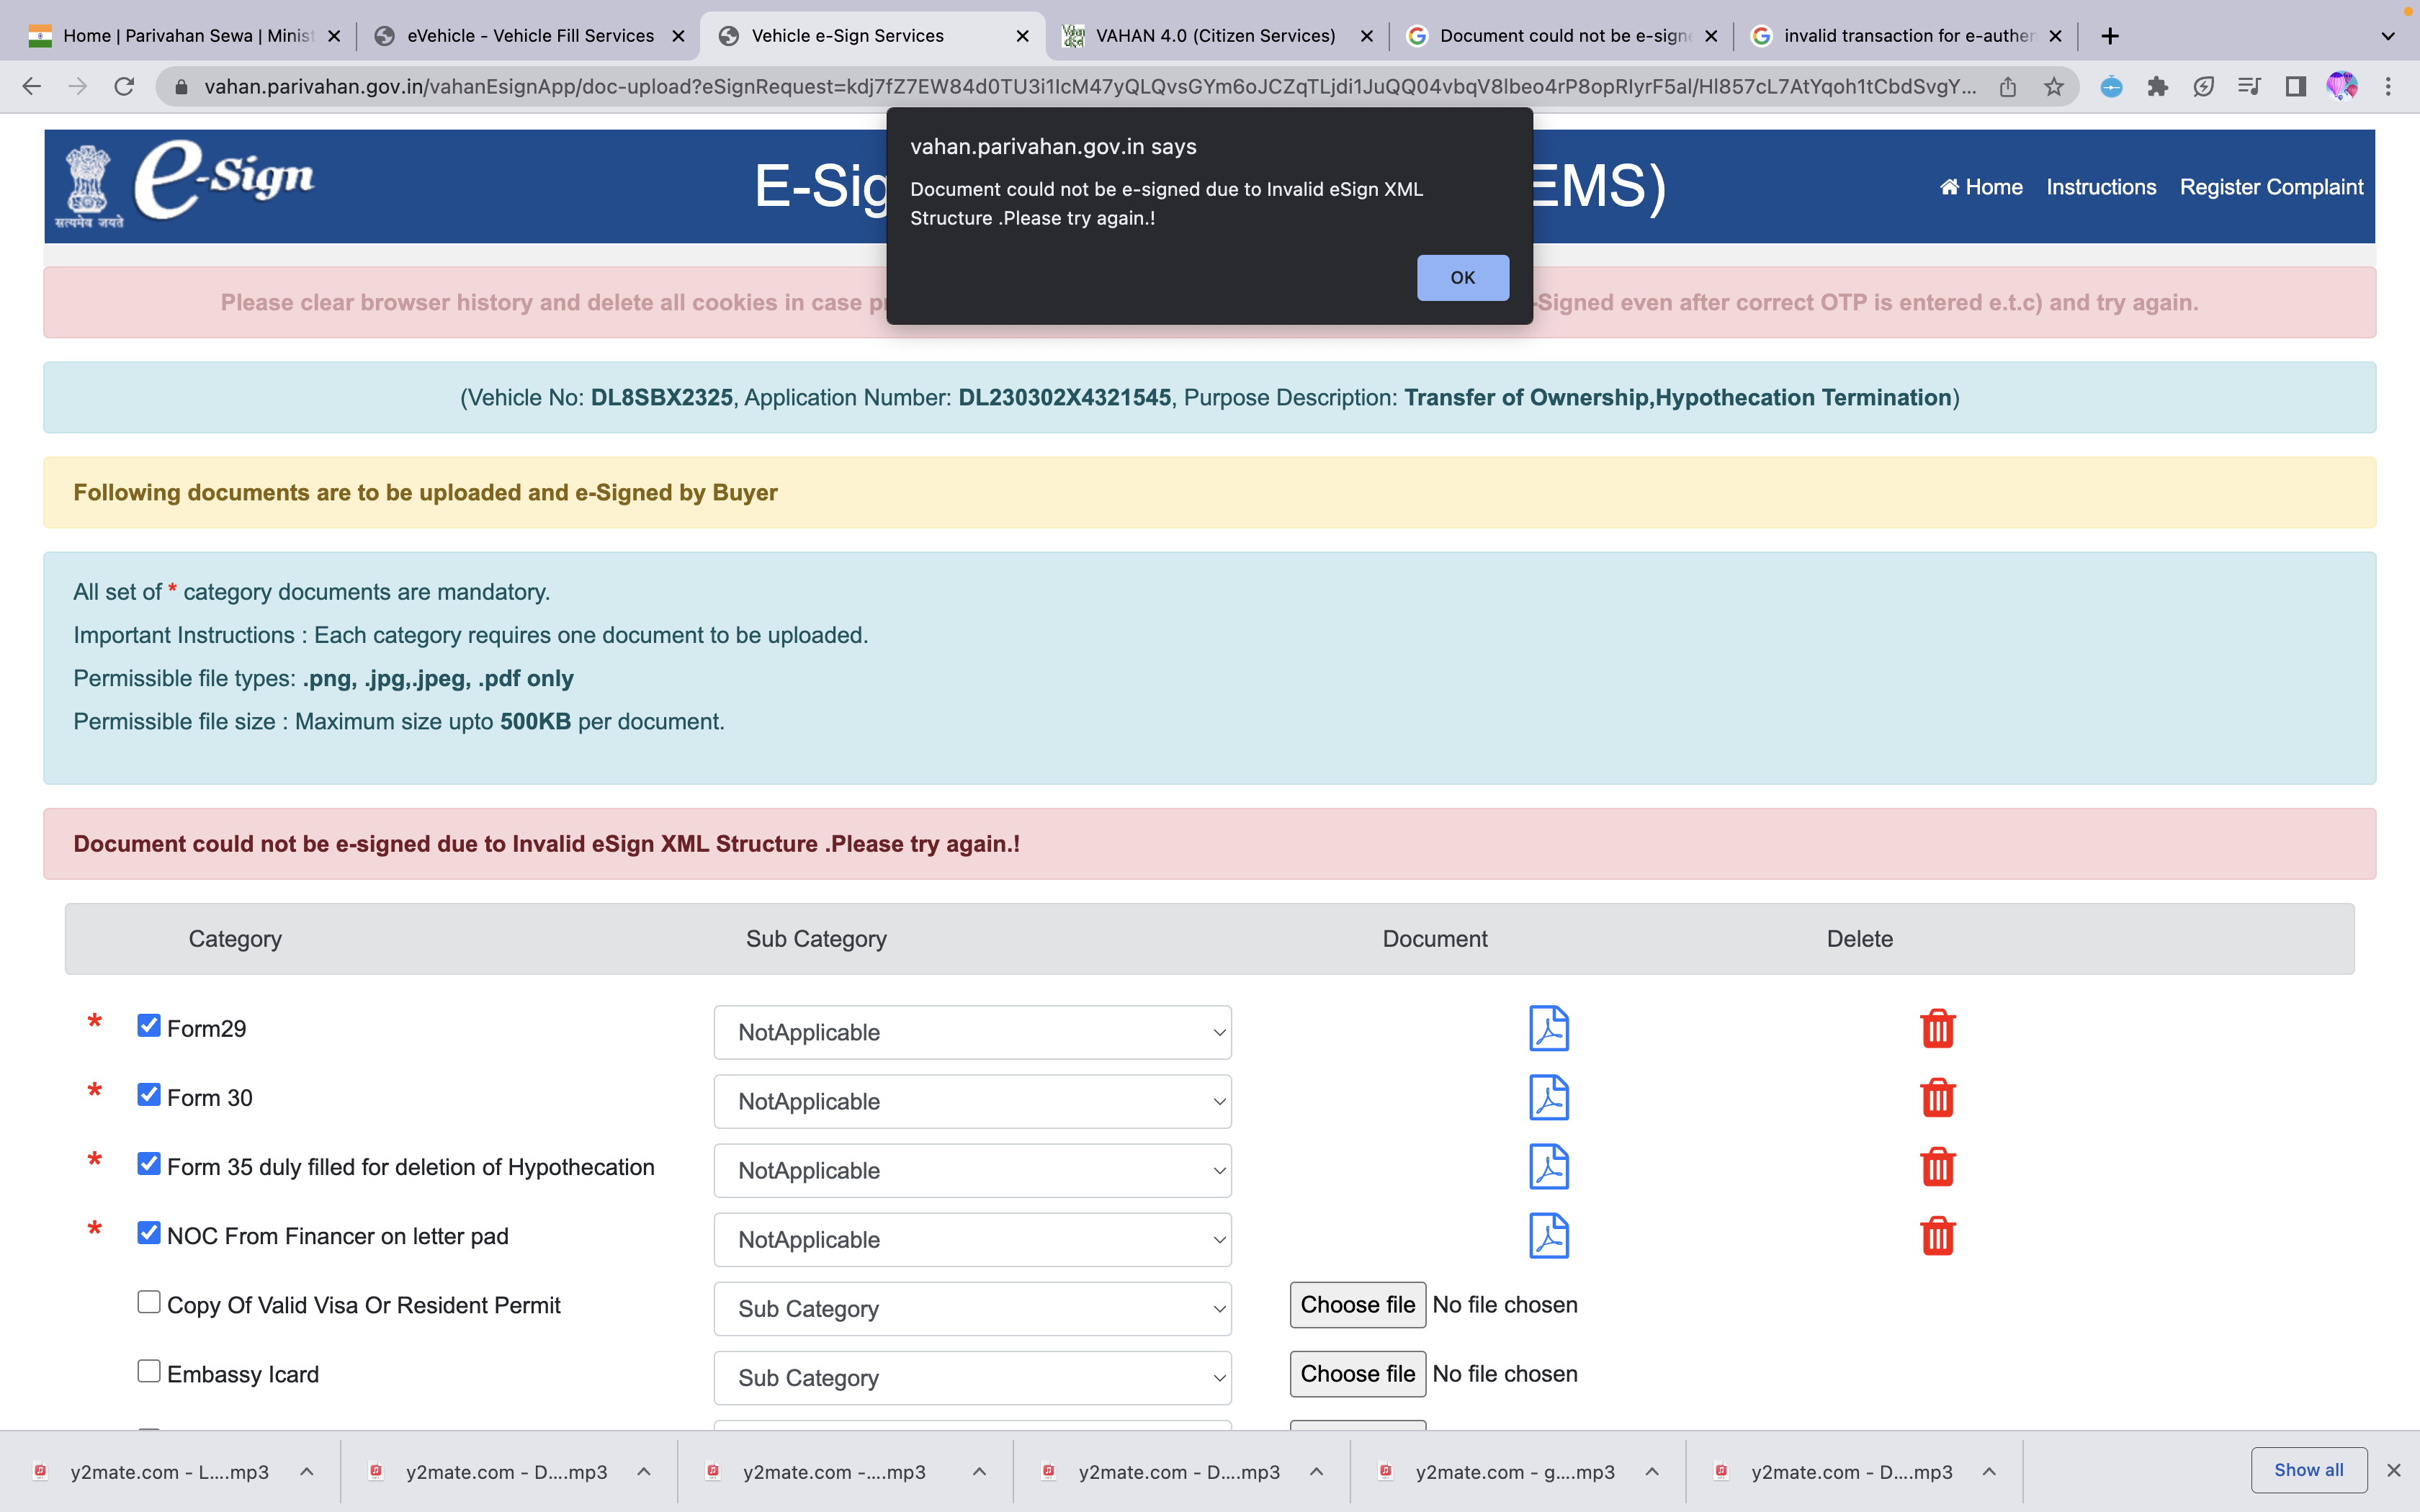 Home | Parivahan Sewa | Minist
eVehicle - Vehicle Fill Services
Vehicle e-Sign Services
VAHAN 4.0 (Citizen Services)
Document could not be e-signe
invalid transaction for e-auther
vahan.parivahan.gov.in/vahanEsignApp/doc-upload?eSignRequest=kdj7fZ7EW84d0TU3i1IcM47yQLQvsGYm6oJCZqTLjdi1JuQQ04vbqV8lbeo4rP8opRIyrF5al/Hl857cL7AtYqoh1tCbdSvgY...
सत्यमेव जयते
e-Sign
E-Sig
EMS)
Home
Instructions
Register Complaint
vahan.parivahan.gov.in says
Document could not be e-signed due to Invalid eSign XML
Structure .Please try again.!
OK
Please clear browser history and delete all cookies in case p
-Signed even after correct OTP is entered e.t.c) and try again.
(Vehicle No: DL8SBX2325, Application Number: DL230302X4321545, Purpose Description: Transfer of Ownership,Hypothecation Termination)
Following documents are to be uploaded and e-Signed by Buyer
All set of * category documents are mandatory.
Important Instructions : Each category requires one document to be uploaded.
Permissible file types: .png, .jpg,.jpeg, .pdf only
Permissible file size : Maximum size upto 500KB per document.
Document could not be e-signed due to Invalid eSign XML Structure .Please try again.!
Category Sub Category Document Delete
* Form29 NotApplicable
* Form 30 NotApplicable
* Form 35 duly filled for deletion of Hypothecation NotApplicable
* NOC From Financer on letter pad NotApplicable
Copy Of Valid Visa Or Resident Permit Sub Category Choose file No file chosen
Embassy Icard Sub Category Choose file No file chosen
y2mate.com - L....mp3
y2mate.com - D....mp3
y2mate.com -....mp3
y2mate.com - D....mp3
y2mate.com - g....mp3
y2mate.com - D....mp3
Show all